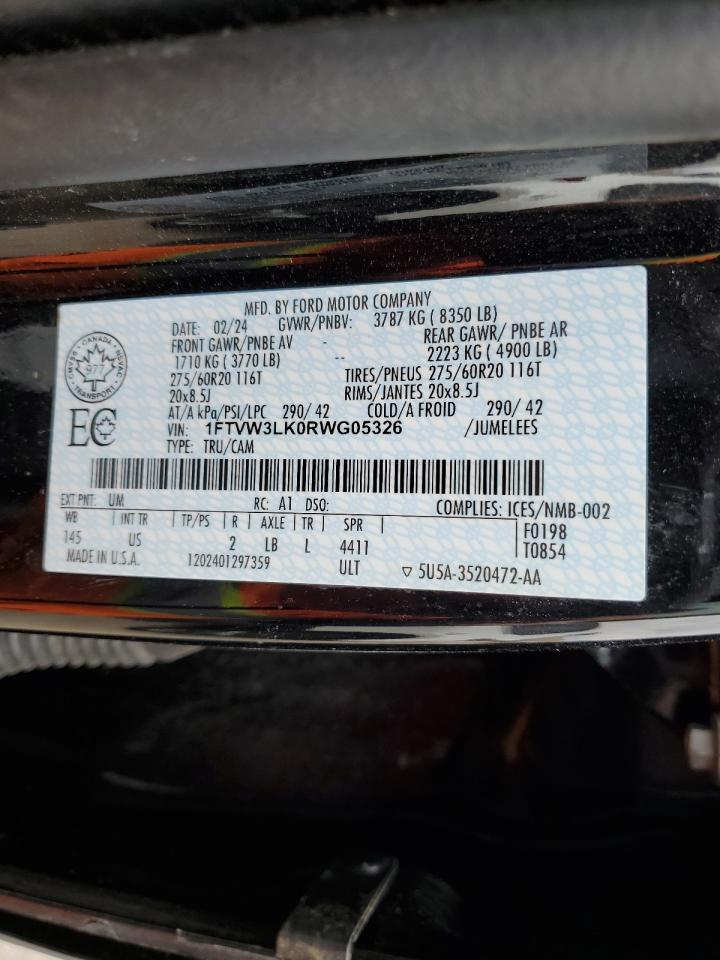 MFD. BY FORD MOTOR COMPANY
DATE: 02/24 GVWR/PNBV: 3787 KG ( 8350 LB)
FRONT GAWR/PNBE AV - REAR GAWR/ PNBE AR
1710 KG ( 3770 LB) -- 2223 KG ( 4900 LB)
275/60R20 116T TIRES/PNEUS 275/60R20 116T
20x8.5J RIMS/JANTES 20x8.5J
AT/A kPa/PSI/LPC 290/ 42 COLD/A FROID 290/ 42
VIN: 1FTVW3LK0RWG05326 /JUMELEES
TYPE: TRU/CAM
CANADA
977
TRANSPORT
EC
EXT PNT: UM RC: A1 DSO: COMPLIES: ICES/NMB-002
WB INT TR TP/PS R AXLE TR SPR F0198
145 US 2 LB L 4411 T0854
MADE IN U.S.A. 1202401297359 ULT ▽ 5U5A-3520472-AA